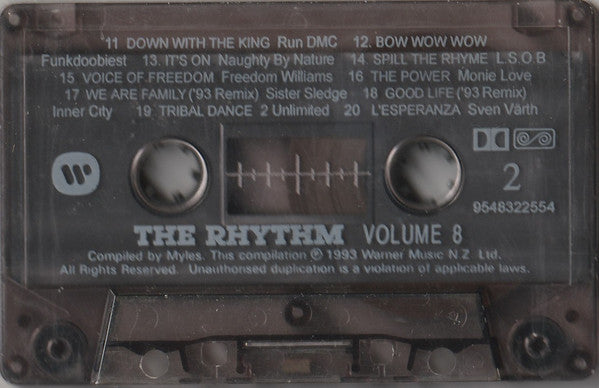 11 DOWN WITH THE KING Run DMC 12. BOW WOW WOW
Funkdoobiest 13. IT'S ON Naughty By Nature 14. SPILL THE RHYME L.S.O.B
15 VOICE OF FREEDOM Freedom Williams 16 THE POWER Monie Love
17 WE ARE FAMILY ('93 Remix) Sister Sledge 18 GOOD LIFE ('93 Remix)
Inner City 19 TRIBAL DANCE 2 Unlimited 20 L'ESPERANZA Sven Värth
2
9548322554
THE RHYTHM VOLUME 8
Compiled by Myles. This compilation ℗ 1993 Warner Music N Z Ltd.
All Rights Reserved. Unauthorised duplication is a violation of applicable laws.